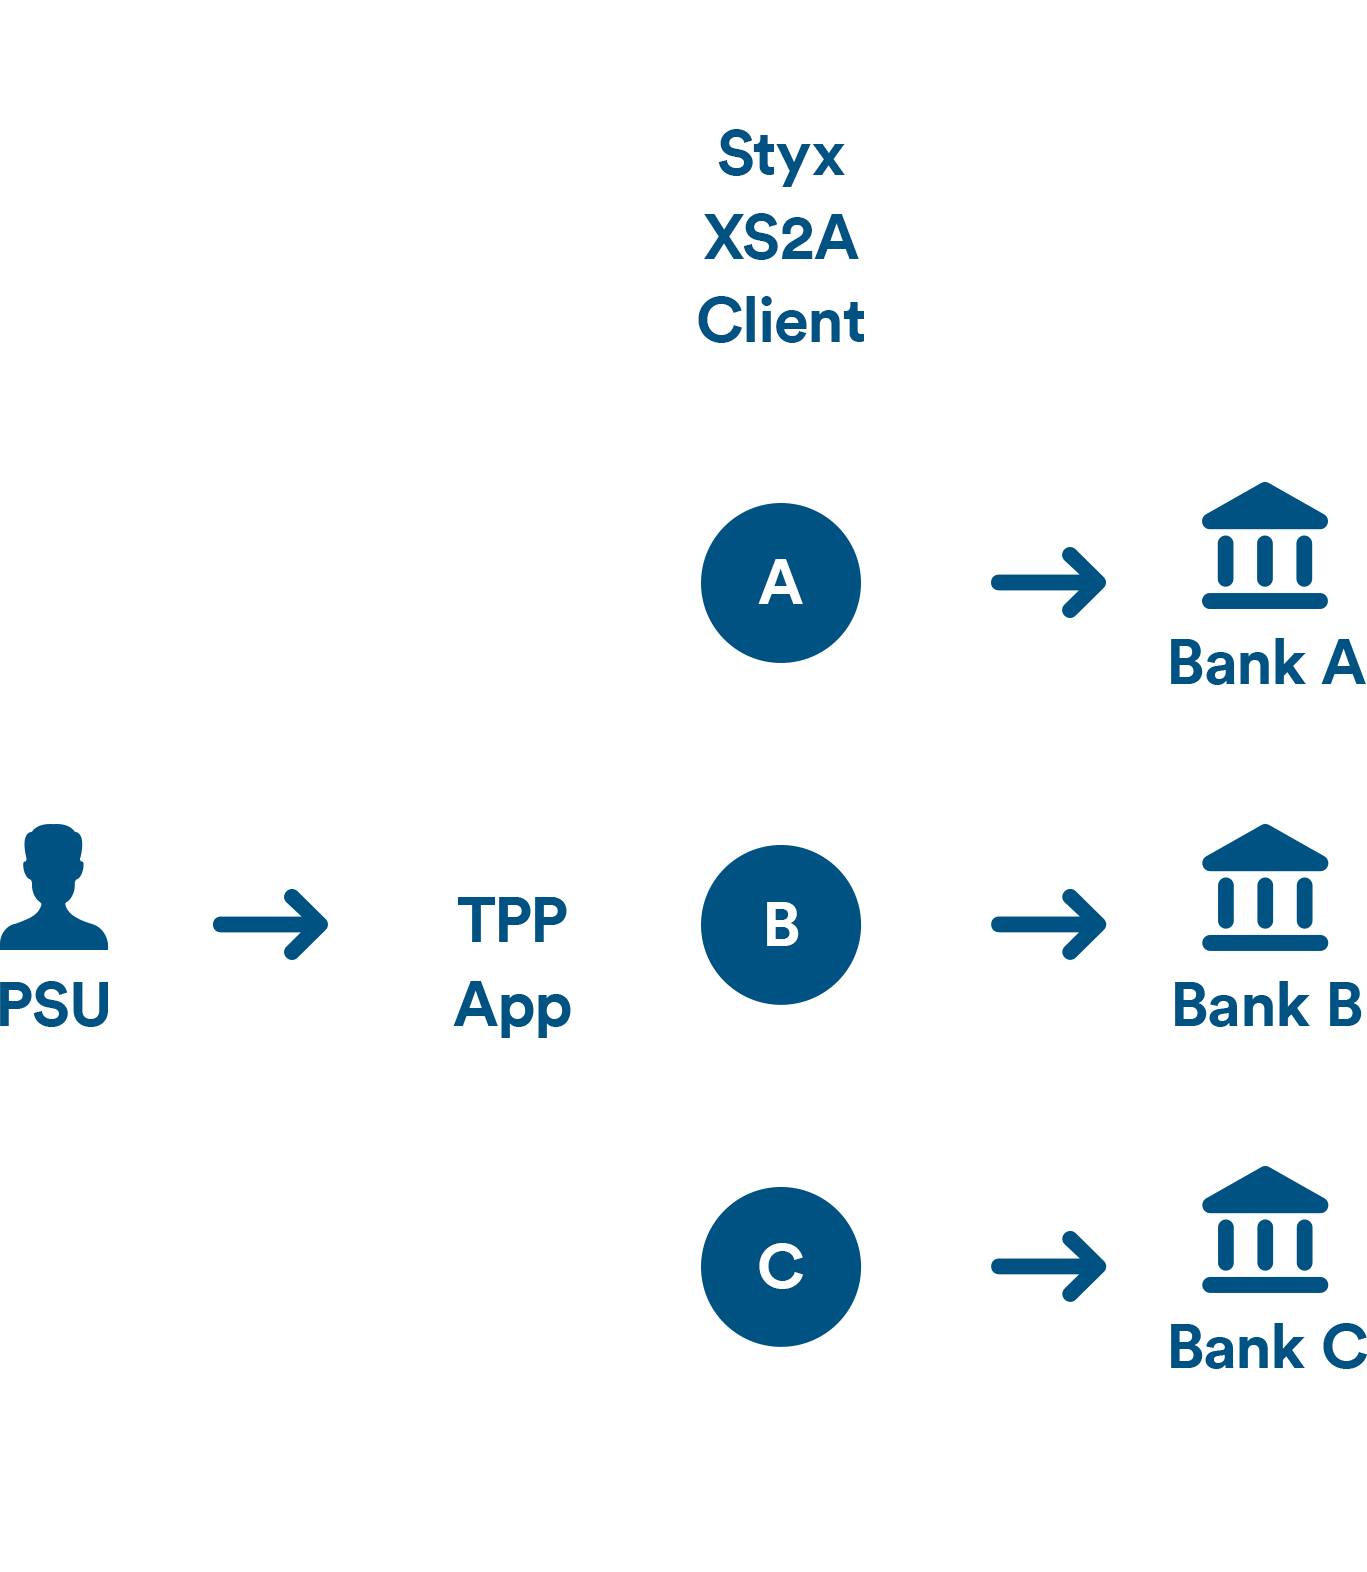 Styx
XS2A
Client
A
Bank A
PSU
TPP
App
B
Bank B
C
Bank C